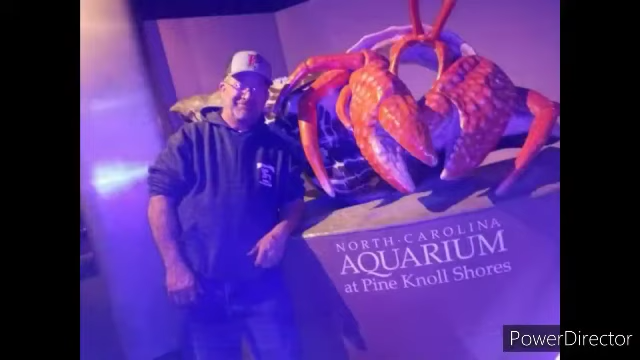 NORTH·CAROLINA
AQUARIUM
at Pine Knoll Shores
PowerDirector